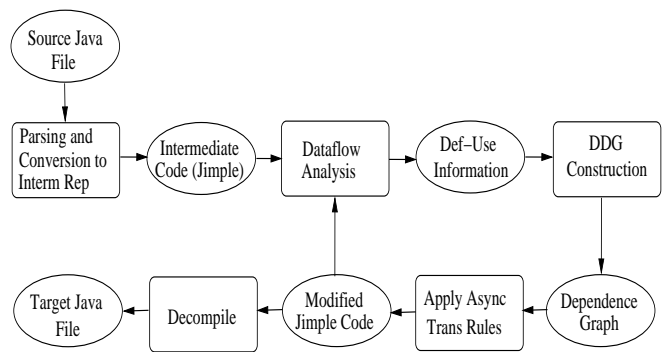 Source Java
File
Parsing and
Conversion to
Interm Rep
Intermediate
Code (Jimple)
Dataflow
Analysis
Def–Use
Information
DDG
Construction
Target Java
File
Decompile
Modified
Jimple Code
Apply Async
Trans Rules
Dependence
Graph